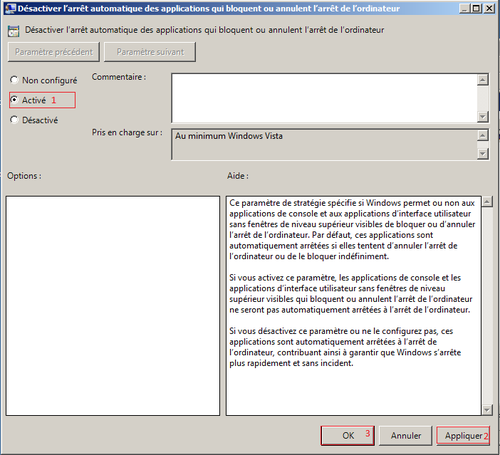 Désactiver l'arrêt automatique des applications qui bloquent ou annulent l'arrêt de l'ordinateur
Désactiver l'arrêt automatique des applications qui bloquent ou annulent l'arrêt de l'ordinateur
Paramètre précédent
Paramètre suivant
Non configuré
Commentaire :
Activé 1
Désactivé
Pris en charge sur :
Au minimum Windows Vista
Options :
Aide :
Ce paramètre de stratégie spécifie si Windows permet ou non aux
applications de console et aux applications d'interface utilisateur
sans fenêtres de niveau supérieur visibles de bloquer ou d'annuler
l'arrêt de l'ordinateur. Par défaut, ces applications sont
automatiquement arrêtées si elles tentent d'annuler l'arrêt de
l'ordinateur ou de le bloquer indéfiniment.
Si vous activez ce paramètre, les applications de console et les
applications d'interface utilisateur sans fenêtres de niveau
supérieur visibles qui bloquent ou annulent l'arrêt de l'ordinateur
ne seront pas automatiquement arrêtées à l'arrêt de l'ordinateur.
Si vous désactivez ce paramètre ou ne le configurez pas, ces
applications sont automatiquement arrêtées à l'arrêt de
l'ordinateur, contribuant ainsi à garantir que Windows s'arrête
plus rapidement et sans incident.
OK 3
Annuler
Appliquer 2